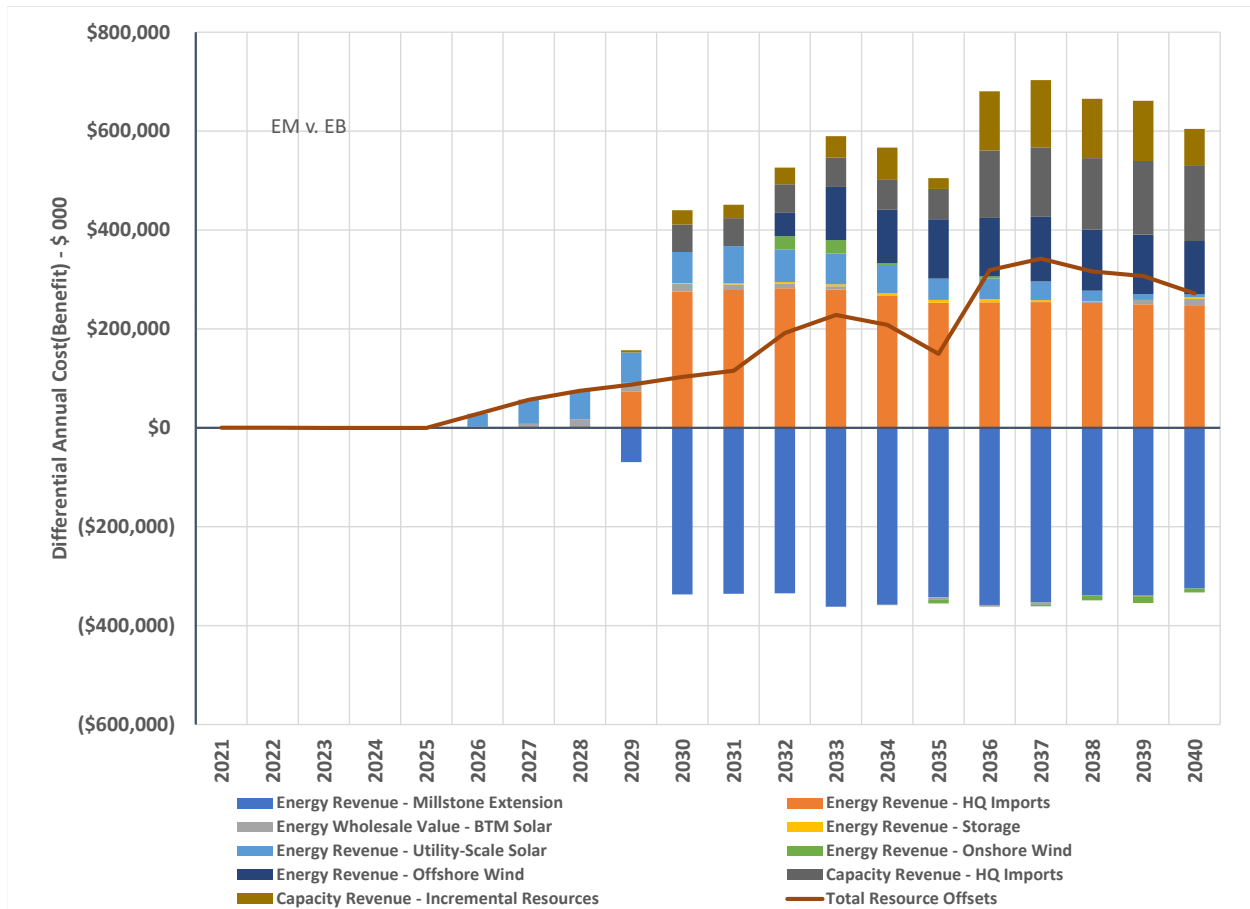 $800,000
$600,000
$400,000
$200,000
$0
($200,000)
($400,000)
($600,000)
Differential Annual Cost(Benefit) - $ 000
EM v. EB
2021
2022
2023
2024
2025
2026
2027
2028
2029
2030
2031
2032
2033
2034
2035
2036
2037
2038
2039
2040
Energy Revenue - Millstone Extension
Energy Revenue - HQ Imports
Energy Wholesale Value - BTM Solar
Energy Revenue - Storage
Energy Revenue - Utility-Scale Solar
Energy Revenue - Onshore Wind
Energy Revenue - Offshore Wind
Capacity Revenue - HQ Imports
Capacity Revenue - Incremental Resources
Total Resource Offsets